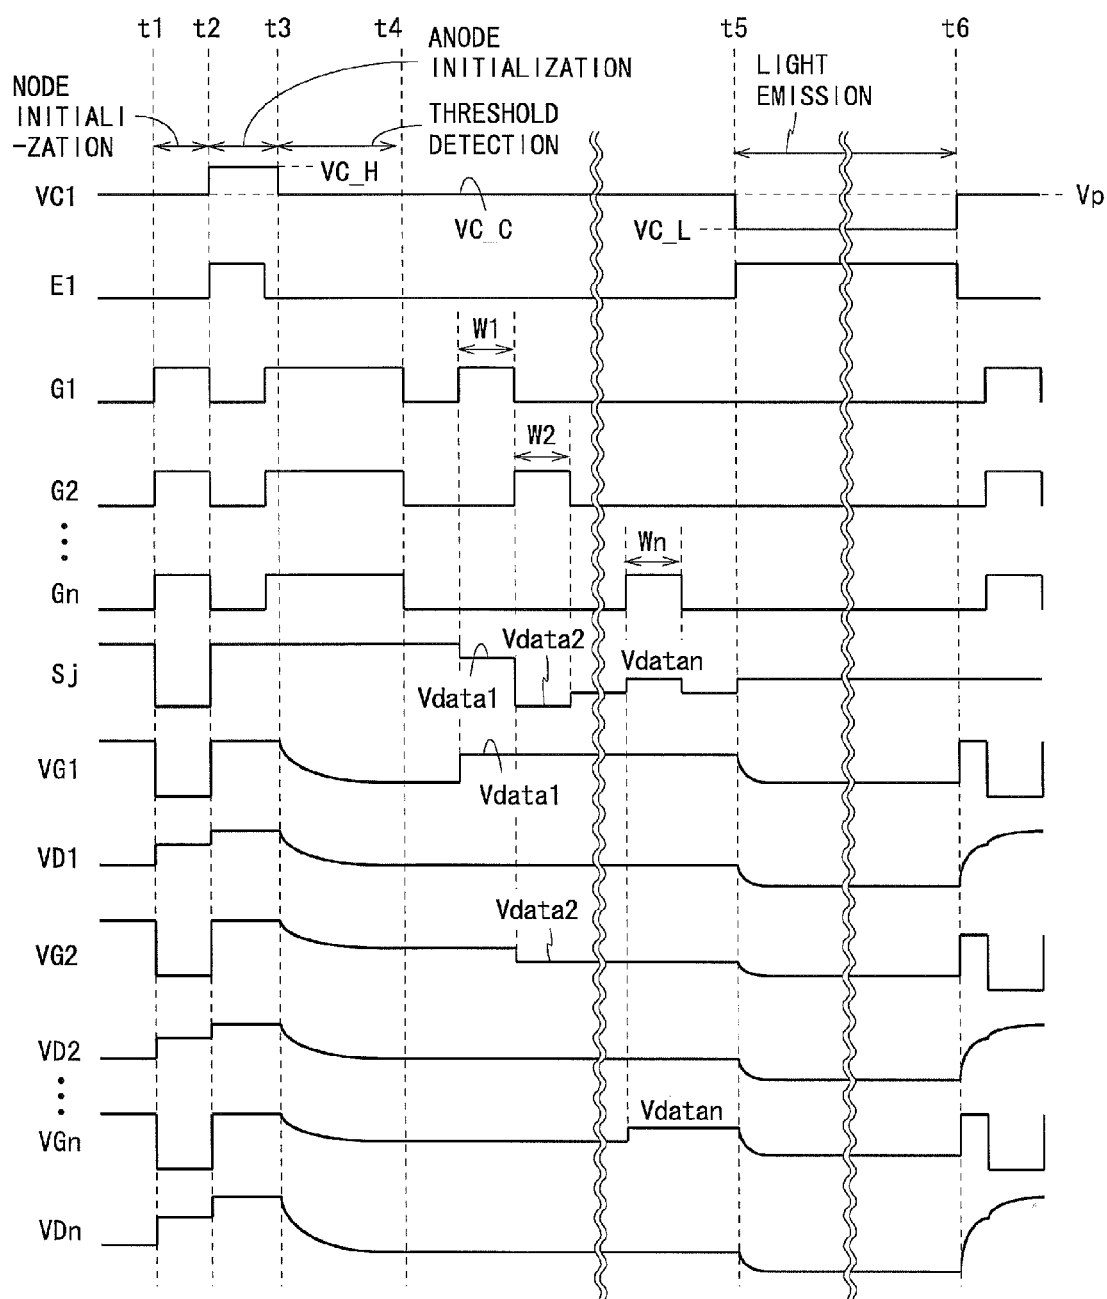 t1 t2 t3 t4 t5 t6
NODE
INITIALI
-ZATION
ANODE
INITIALIZATION
THRESHOLD
DETECTION
LIGHT
EMISSION
VC1
VC_H
VC_C
VC_L
Vp
E1
W1
G1
W2
G2
Wn
Gn
Sj
Vdata2
Vdatan
Vdata1
VG1
Vdata1
VD1
Vdata2
VG2
VD2
Vdatan
VGn
VDn